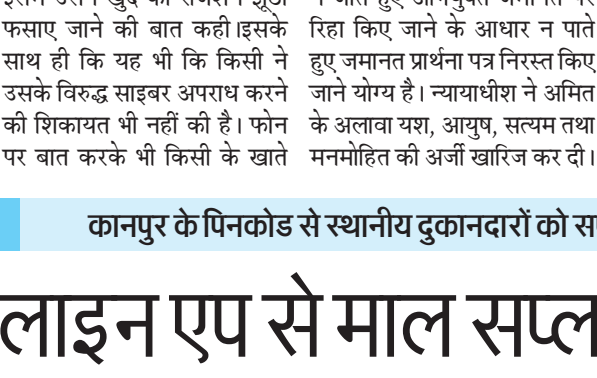 फसाए जाने की बात कही।इसके
साथ ही कि यह भी कि किसी ने
उसके विरुद्ध साइबर अपराध करने
की शिकायत भी नहीं की है। फोन
पर बात करके भी किसी के खाते
रिहा किए जाने के आधार न पाते
हुए जमानत प्रार्थना पत्र निरस्त किए
जाने योग्य है। न्यायाधीश ने अमित
के अलावा यश, आयुष, सत्यम तथा
मनमोहित की अर्जी खारिज कर दी।
कानपुर के पिनकोड से स्थानीय दुकानदारों को
लाइन एप से माल